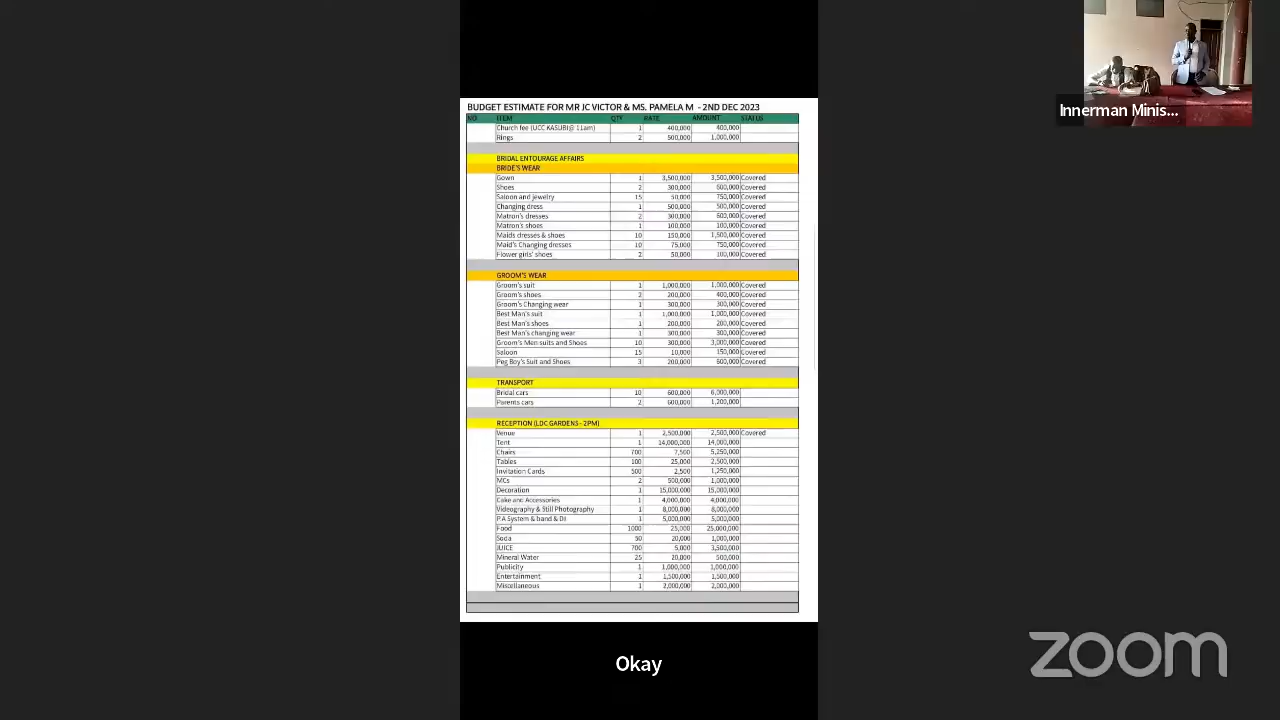 Innerman Minis...
BUDGET ESTIMATE FOR MR JC VICTOR & MS. PAMELA M - 2ND DEC 2023
NO ITEM QTY RATE AMOUNT STATUS
Church fee (UCC KASUBI@ 11am) 1 400,000 400,000
Rings 2 500,000 1,000,000
BRIDAL ENTOURAGE AFFAIRS
BRIDE'S WEAR
Gown 1 3,500,000 3,500,000 Covered
Shoes 2 300,000 600,000 Covered
Saloon and jewelry 15 50,000 750,000 Covered
Changing dress 1 500,000 500,000 Covered
Matron's dresses 2 300,000 600,000 Covered
Matron's shoes 1 100,000 100,000 Covered
Maids dresses & shoes 10 150,000 1,500,000 Covered
Maid's Changing dresses 10 75,000 750,000 Covered
Flower girls' shoes 2 50,000 100,000 Covered
GROOM'S WEAR
Groom's suit 1 1,000,000 1,000,000 Covered
Groom's shoes 2 200,000 400,000 Covered
Groom's Changing wear 1 300,000 300,000 Covered
Best Man's suit 1 1,000,000 1,000,000 Covered
Best Man's shoes 1 200,000 200,000 Covered
Best Man's changing wear 1 300,000 300,000 Covered
Groom's Men suits and Shoes 10 300,000 3,000,000 Covered
Saloon 15 10,000 150,000 Covered
Peg Boy's Suit and Shoes 3 200,000 600,000 Covered
TRANSPORT
Bridal cars 10 600,000 6,000,000
Parents cars 2 600,000 1,200,000
RECEPTION (LDC GARDENS - 2PM)
Venue 1 2,500,000 2,500,000 Covered
Tent 1 14,000,000 14,000,000
Chairs 700 7,500 5,250,000
Tables 100 25,000 2,500,000
Invitation Cards 500 2,500 1,250,000
MCs 2 500,000 1,000,000
Decoration 1 15,000,000 15,000,000
Cake and Accessories 1 4,000,000 4,000,000
Videography & Still Photography 1 8,000,000 8,000,000
P.A System & band & DJ 1 5,000,000 5,000,000
Food 1000 25,000 25,000,000
Soda 50 20,000 1,000,000
JUICE 700 5,000 3,500,000
Mineral Water 25 20,000 500,000
Publicity 1 1,000,000 1,000,000
Entertainment 1 1,500,000 1,500,000
Miscellaneous 1 2,000,000 2,000,000
Okay
zoom